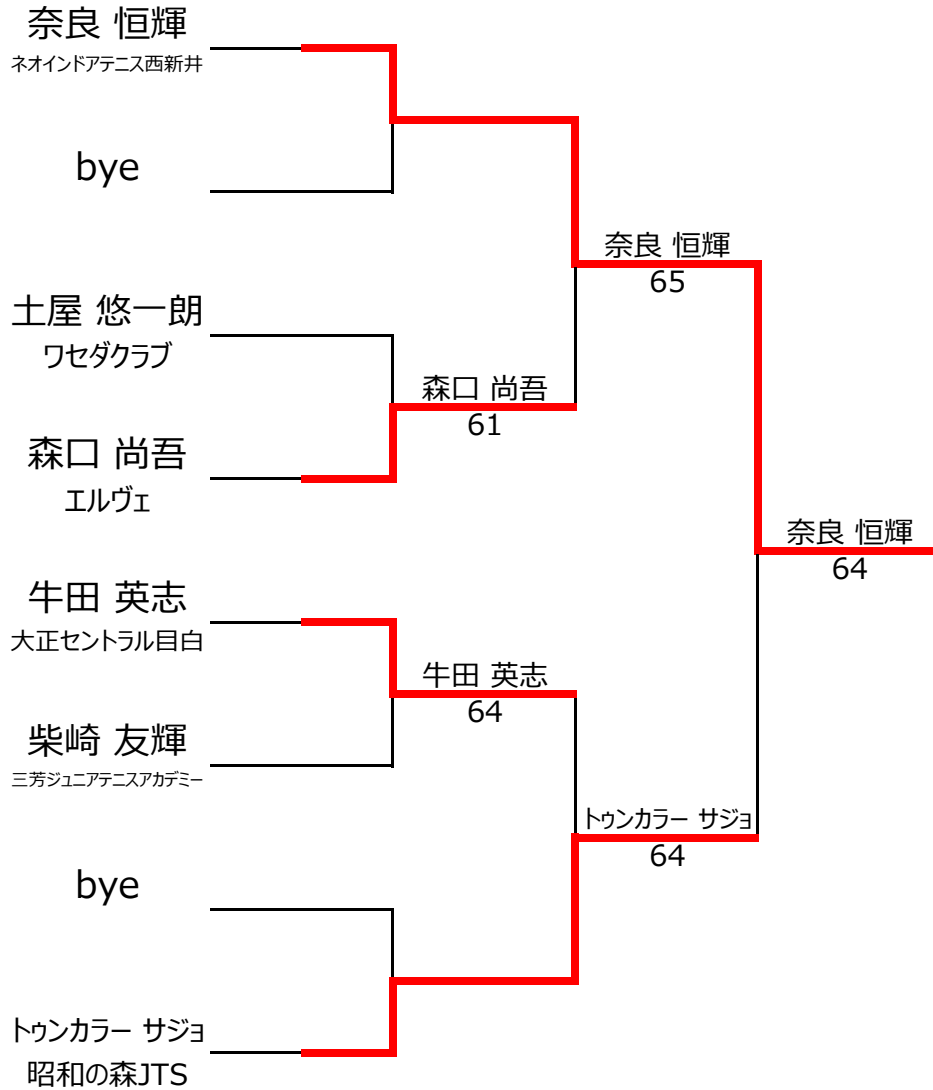 奈良 恒輝
ネオインドアテニス西新井
bye
奈良 恒輝
65
土屋 悠一朗
ワセダクラブ
森口 尚吾
61
森口 尚吾
エルヴェ
奈良 恒輝
64
牛田 英志
大正セントラル目白
牛田 英志
64
柴崎 友輝
三芳ジュニアテニスアカデミー
トゥンカラー サジョ
64
bye
トゥンカラー サジョ
昭和の森JTS